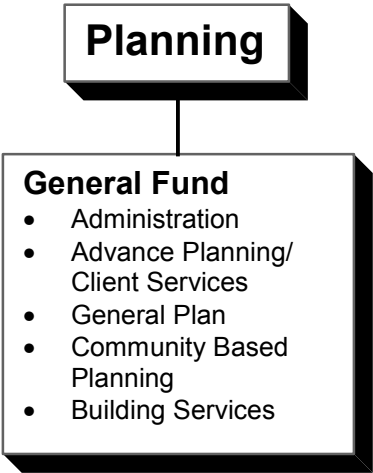 Planning
General Fund
• Administration
• Advance Planning/
Client Services
• General Plan
• Community Based
Planning
• Building Services